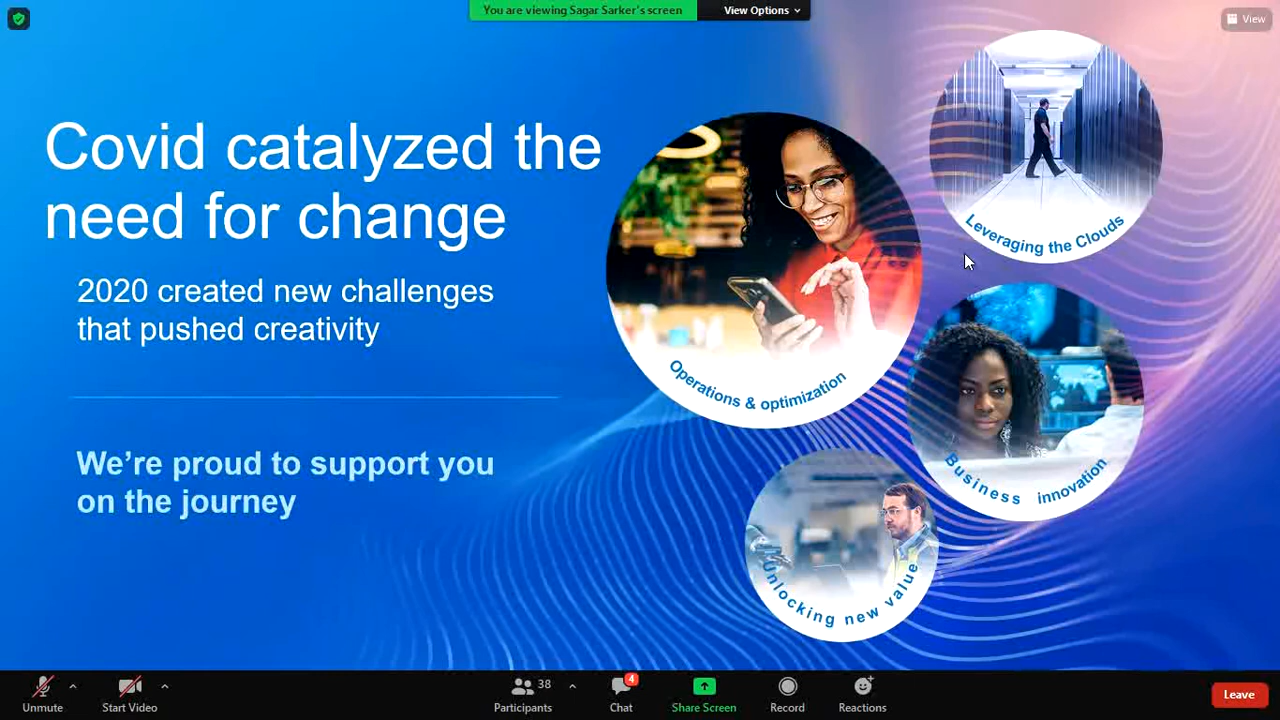 You are viewing Sagar Sarker's screen
View Options
View
Covid catalyzed the
need for change
2020 created new challenges
that pushed creativity
We're proud to support you
on the journey
Leveraging the Clouds
Operations & optimization
Business innovation
Unlocking new value
38
4
Unmute
Start Video
Participants
Chat
Share Screen
Record
Reactions
Leave